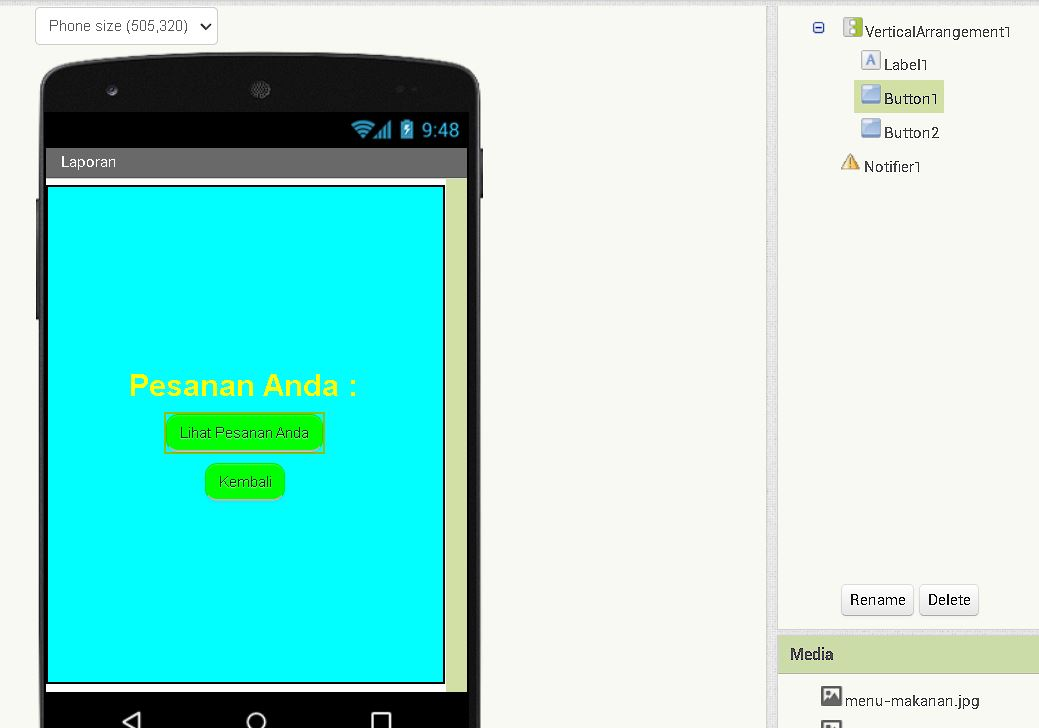 Phone size (505,320)
9:48
Laporan
Pesanan Anda :
Lihat Pesanan Anda
Kembali
VerticalArrangement1
A Label1
Button1
Button2
Notifier1
Rename Delete
Media
menu-makanan.jpg